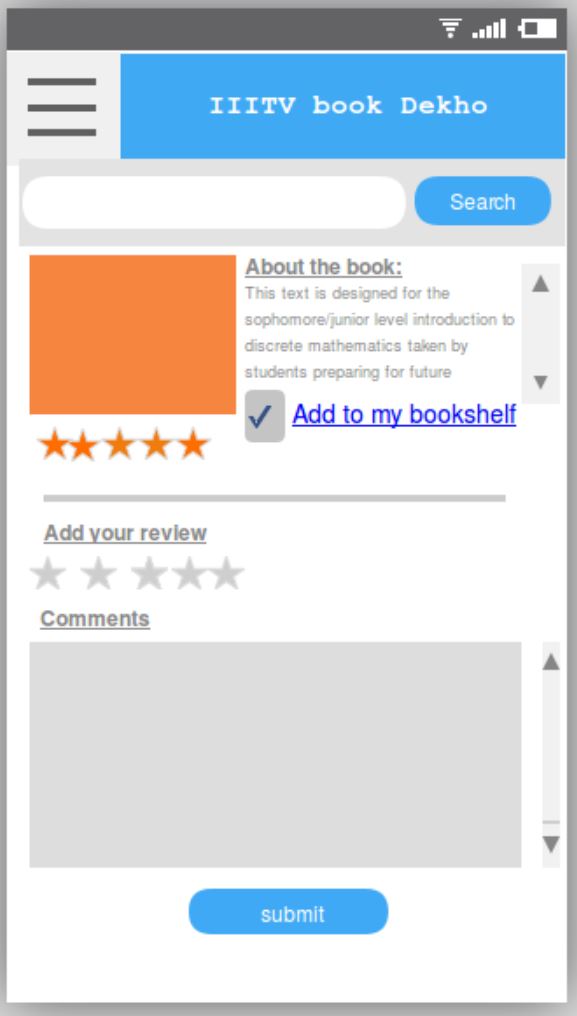 IIITV book Dekho
Search
About the book:
This text is designed for the
sophomore/junior level introduction to
discrete mathematics taken by
students preparing for future
Add to my bookshelf
Add your review
Comments
submit